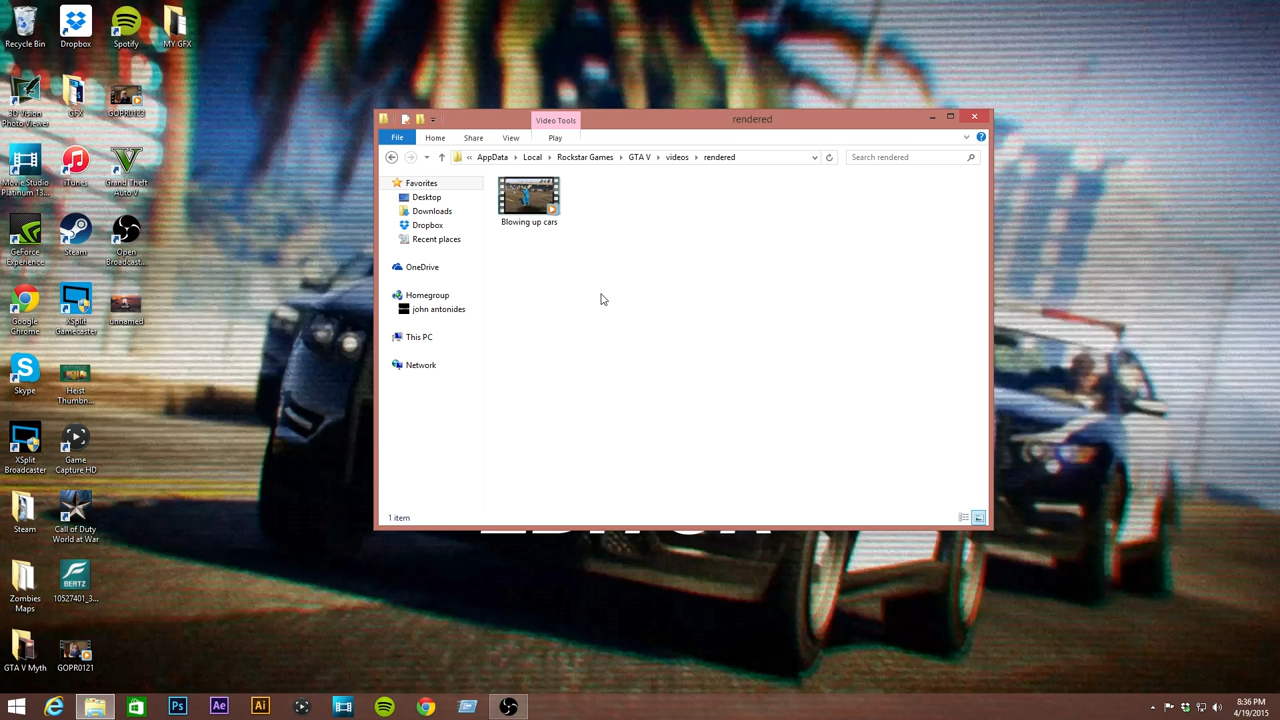 Recycle Bin
Dropbox
Spotify
MY GFX
3D Vision
Photo Viewer
GFX
GOPR0123
Movie Studio
Platinum 13...
iTunes
Grand Theft
Auto V
GeForce
Experience
Steam
Open
Broadcast...
Google
Chrome
XSplit
Gamecaster
unnamed
Skype
Heist
Thumbn...
XSplit
Broadcaster
Game
Capture HD
Steam
Call of Duty
World at War
Zombies
Maps
BERTZ
10527401_3...
GTA V Myth
GOPR0121
Video Tools
rendered
File
Home
Share
View
Play
« AppData › Local › Rockstar Games › GTA V › videos › rendered
Search rendered
Favorites
Desktop
Downloads
Dropbox
Recent places
OneDrive
Homegroup
john antonides
This PC
Network
Blowing up cars
1 item
Ps
Ae
Ai
8:36 PM
4/19/2015